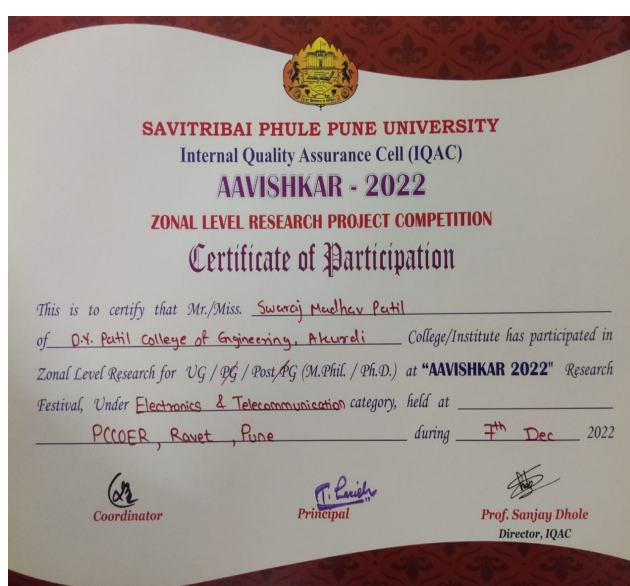 SAVITRIBAI PHULE PUNE UNIVERSITY
Internal Quality Assurance Cell (IQAC)
AAVISHKAR - 2022
ZONAL LEVEL RESEARCH PROJECT COMPETITION
Certificate of Participation
This is to certify that Mr./Miss. Swaraj Madhav Patil
of D.Y. Patil College of Engineering, Akurdi College/Institute has participated in
Zonal Level Research for UG / PG / Post PG (M.Phil. / Ph.D.) at "AAVISHKAR 2022" Research
Festival, Under Electronics & Telecommunication category, held at
PCCOER, Ravet, Pune during 7th Dec 2022
Coordinator Principal Prof. Sanjay Dhole
Director, IQAC